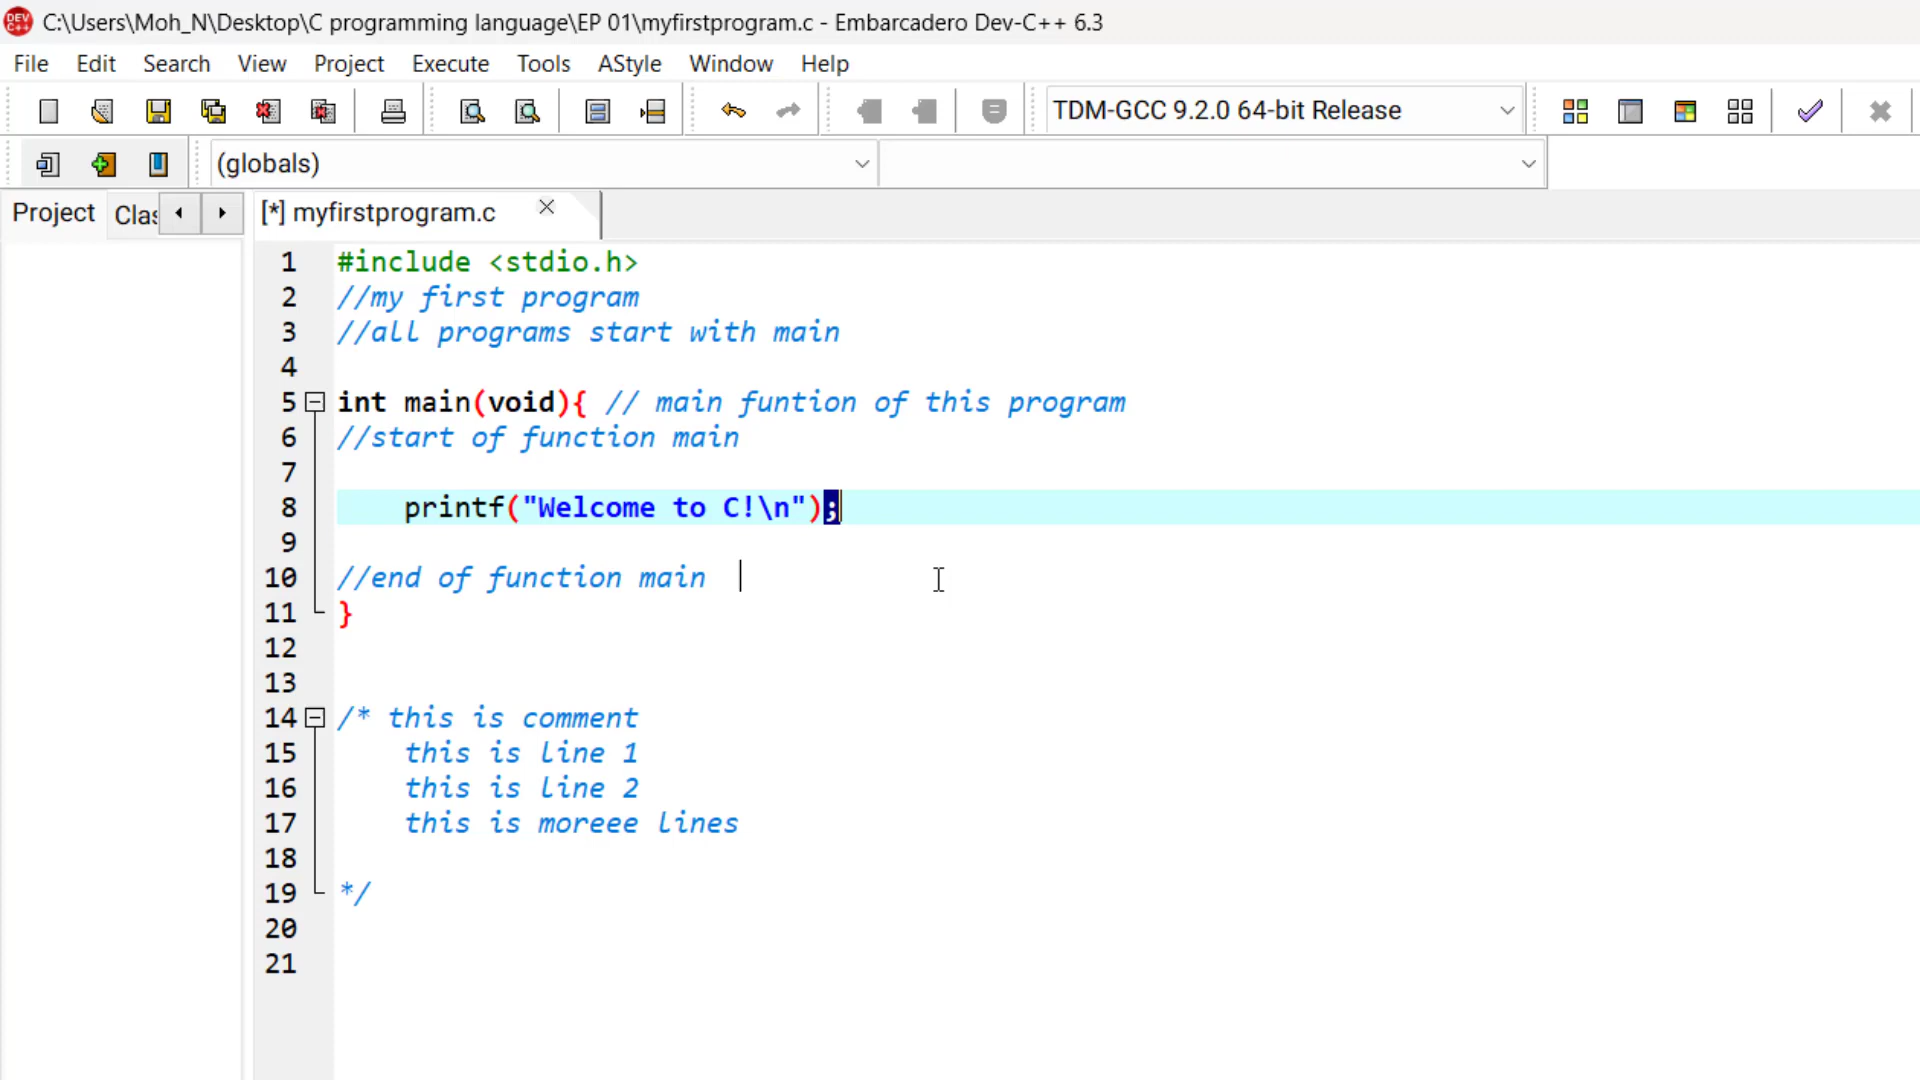 C:\Users\Moh_N\Desktop\C programming language\EP 01\myfirstprogram.c - Embarcadero Dev-C++ 6.3
File Edit Search View Project Execute Tools AStyle Window Help
TDM-GCC 9.2.0 64-bit Release
(globals)
Project Clas
[*] myfirstprogram.c
1 #include <stdio.h>
2 //my first program
3 //all programs start with main
4
5 int main(void){ // main funtion of this program
6 //start of function main
7
8     printf("Welcome to C!\n");
9
10 //end of function main
11 }
12
13
14 /* this is comment
15     this is line 1
16     this is line 2
17     this is moreee lines
18
19 */
20
21